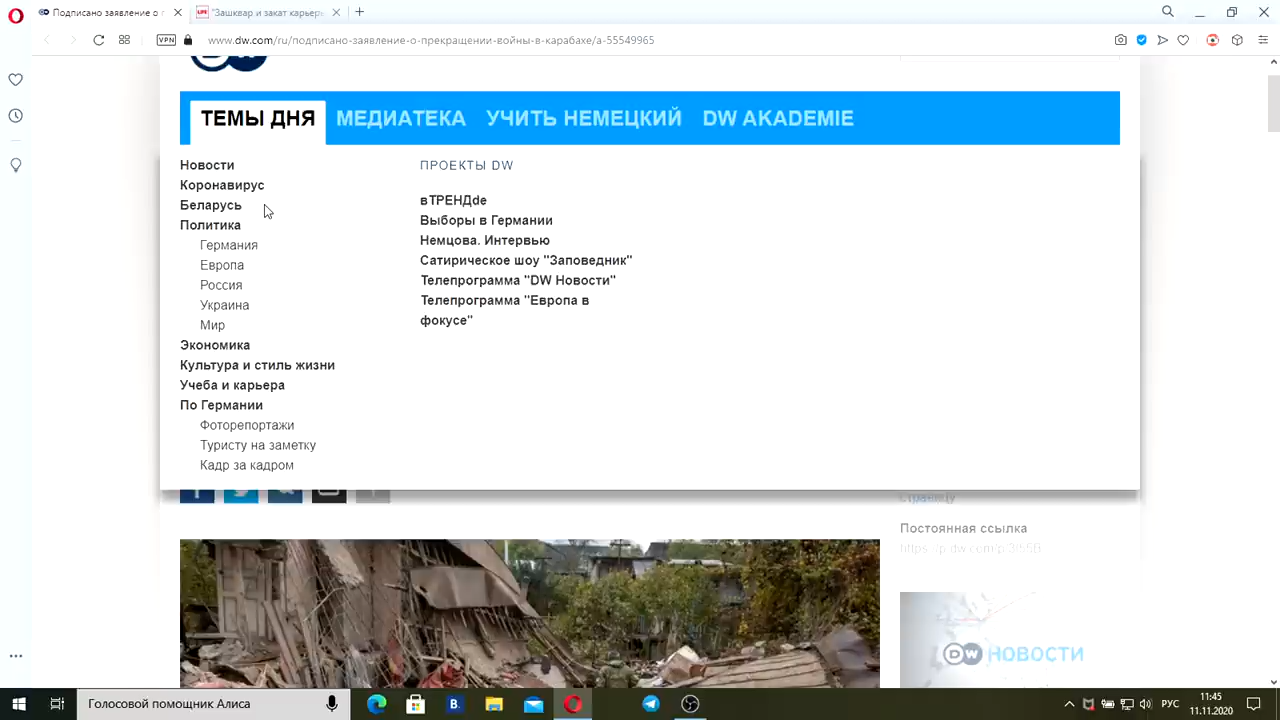 Подписано заявление о п
"Зашквар и закат карьеры
VPN
www.dw.com/ru/подписано-заявление-о-прекращении-войны-в-карабахе/a-55549965
ТЕМЫ ДНЯ
МЕДИАТЕКА
УЧИТЬ НЕМЕЦКИЙ
DW AKADEMIE
Новости
Коронавирус
Беларусь
Политика
Германия
Европа
Россия
Украина
Мир
Экономика
Культура и стиль жизни
Учеба и карьера
По Германии
Фоторепортажи
Туристу на заметку
Кадр за кадром
ПРОЕКТЫ DW
вТРЕНДde
Выборы в Германии
Немцова. Интервью
Сатирическое шоу "Заповедник"
Телепрограмма "DW Новости"
Телепрограмма "Европа в
фокусе"
страницу
Постоянная ссылка
DW НОВОСТИ
Голосовой помощник Алиса
РУС
11:45
11.11.2020